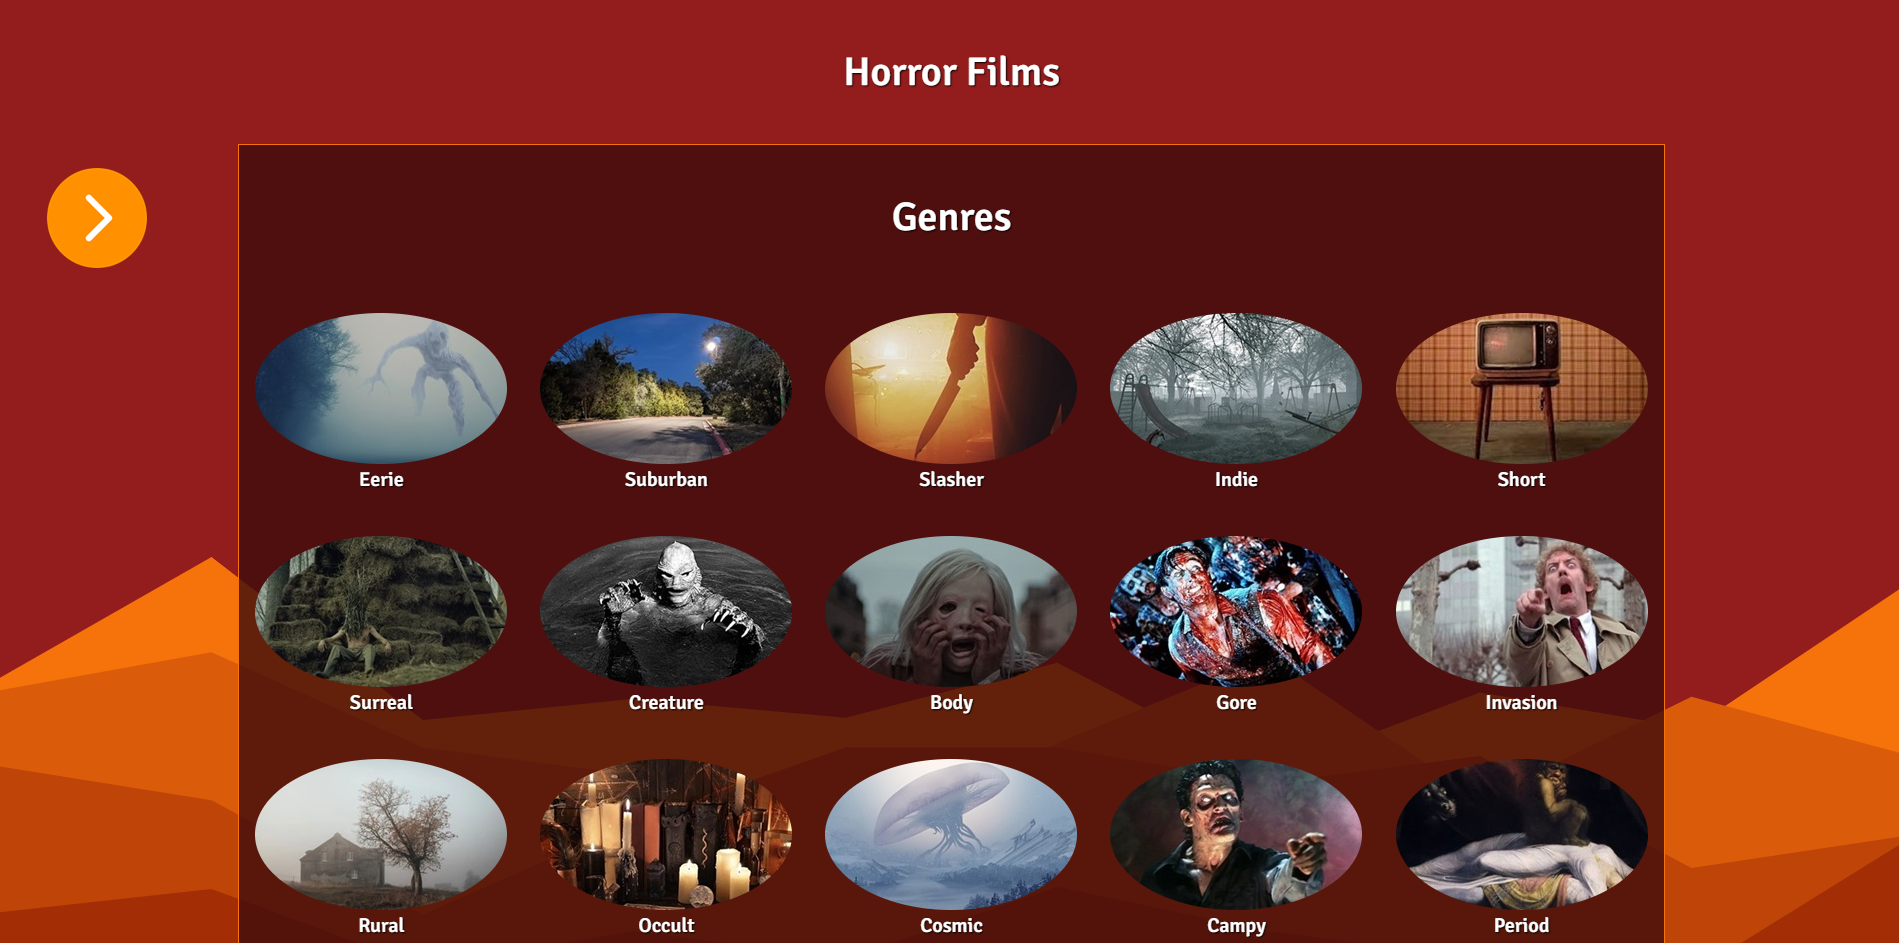 Horror Films
Genres
Eerie
Suburban
Slasher
Indie
Short
Surreal
Creature
Body
Gore
Invasion
Rural
Occult
Cosmic
Campy
Period